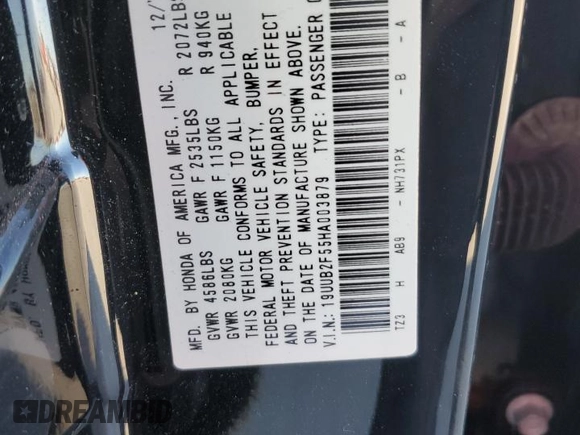 MFD. BY HONDA OF AMERICA MFG., INC. 12/
GVWR 4586LBS GAWR F 2535LBS R 2072LBS
GVWR 2080KG GAWR F 1150KG R 940KG
THIS VEHICLE CONFORMS TO ALL APPLICABLE
FEDERAL MOTOR VEHICLE SAFETY, BUMPER,
AND THEFT PREVENTION STANDARDS IN EFFECT
ON THE DATE OF MANUFACTURE SHOWN ABOVE.
V.I.N.: 19UUB2F55HA003879 TYPE: PASSENGER
TZ3 H AB9 - NH731PX - B - A
DREAMBID